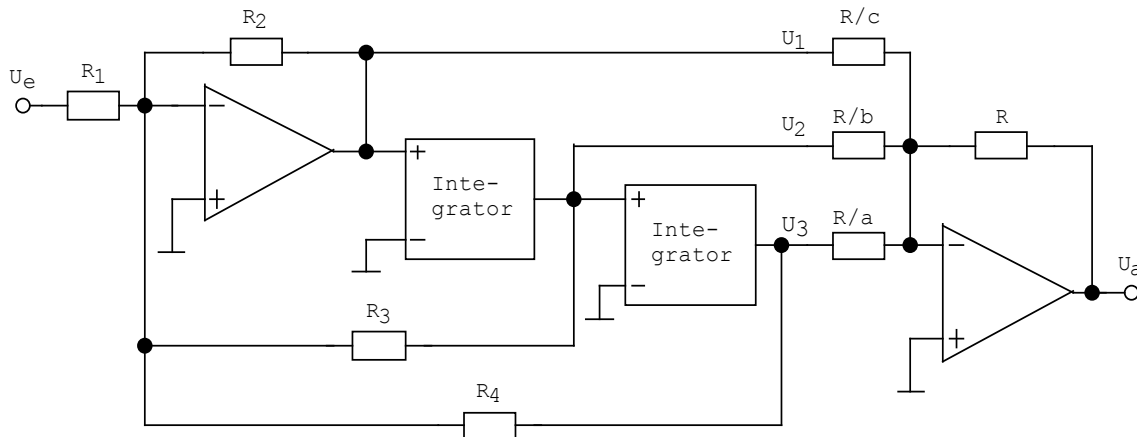 R2
R/c
U1
Ue
R1
−
+
U2
R/b
R
+
Inte-
grator
−
+
Inte-
grator
−
U3
R/a
−
+
Ua
R3
R4